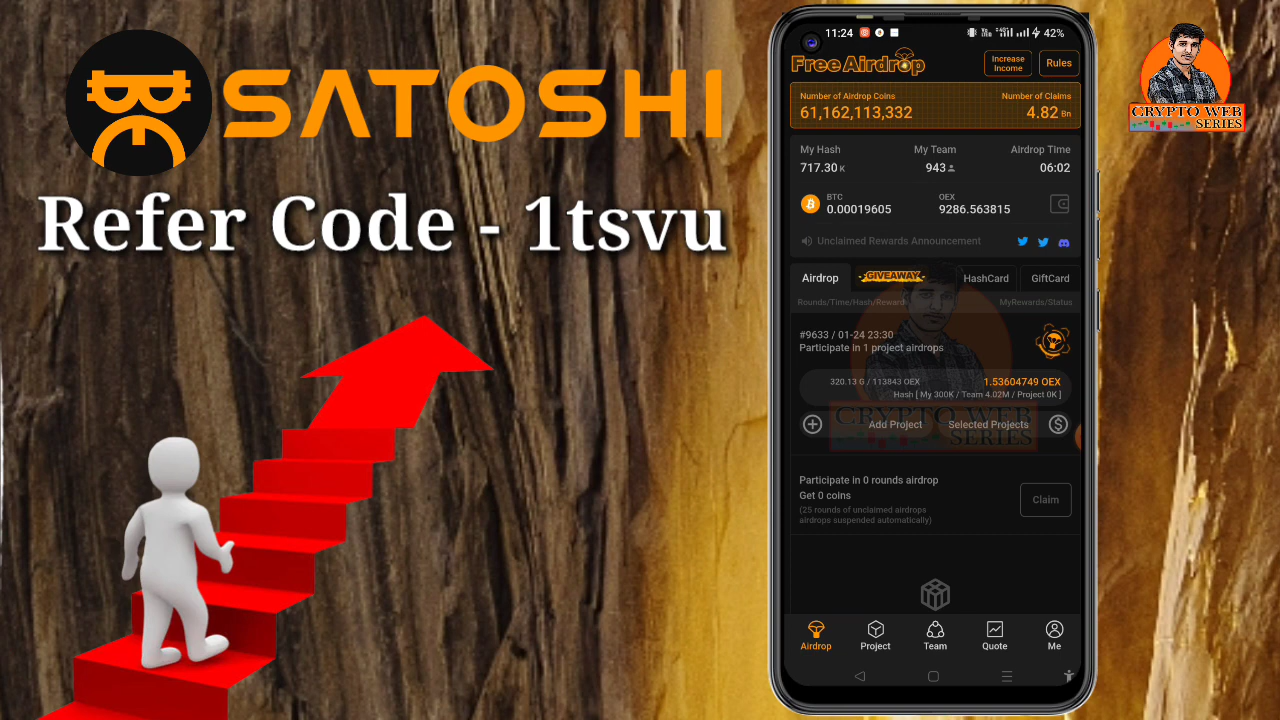 SATOSHI
Refer Code - 1tsvu
11:24
42%
Free Airdrop
Increase
Income
Rules
Number of Airdrop Coins
Number of Claims
61,162,113,332
4.82 Bn
My Hash
My Team
Airdrop Time
717.30 K
943
06:02
BTC
OEX
0.00019605
9286.563815
Unclaimed Rewards Announcement
Airdrop
GIVEAWAY
HashCard
GiftCard
Rounds/Time/Hash/Rewards
MyRewards/Status
#9633 / 01-24 23:30
Participate in 1 project airdrops
320.13 G / 113843 OEX
1.53604749 OEX
Hash [ My 300K / Team 4.02M / Project 0K ]
CRYPTO WEB
SERIES
Add Project
Selected Projects
Participate in 0 rounds airdrop
Get 0 coins
(25 rounds of unclaimed airdrops
airdrops suspended automatically)
Claim
Airdrop
Project
Team
Quote
Me
CRYPTO WEB
SERIES